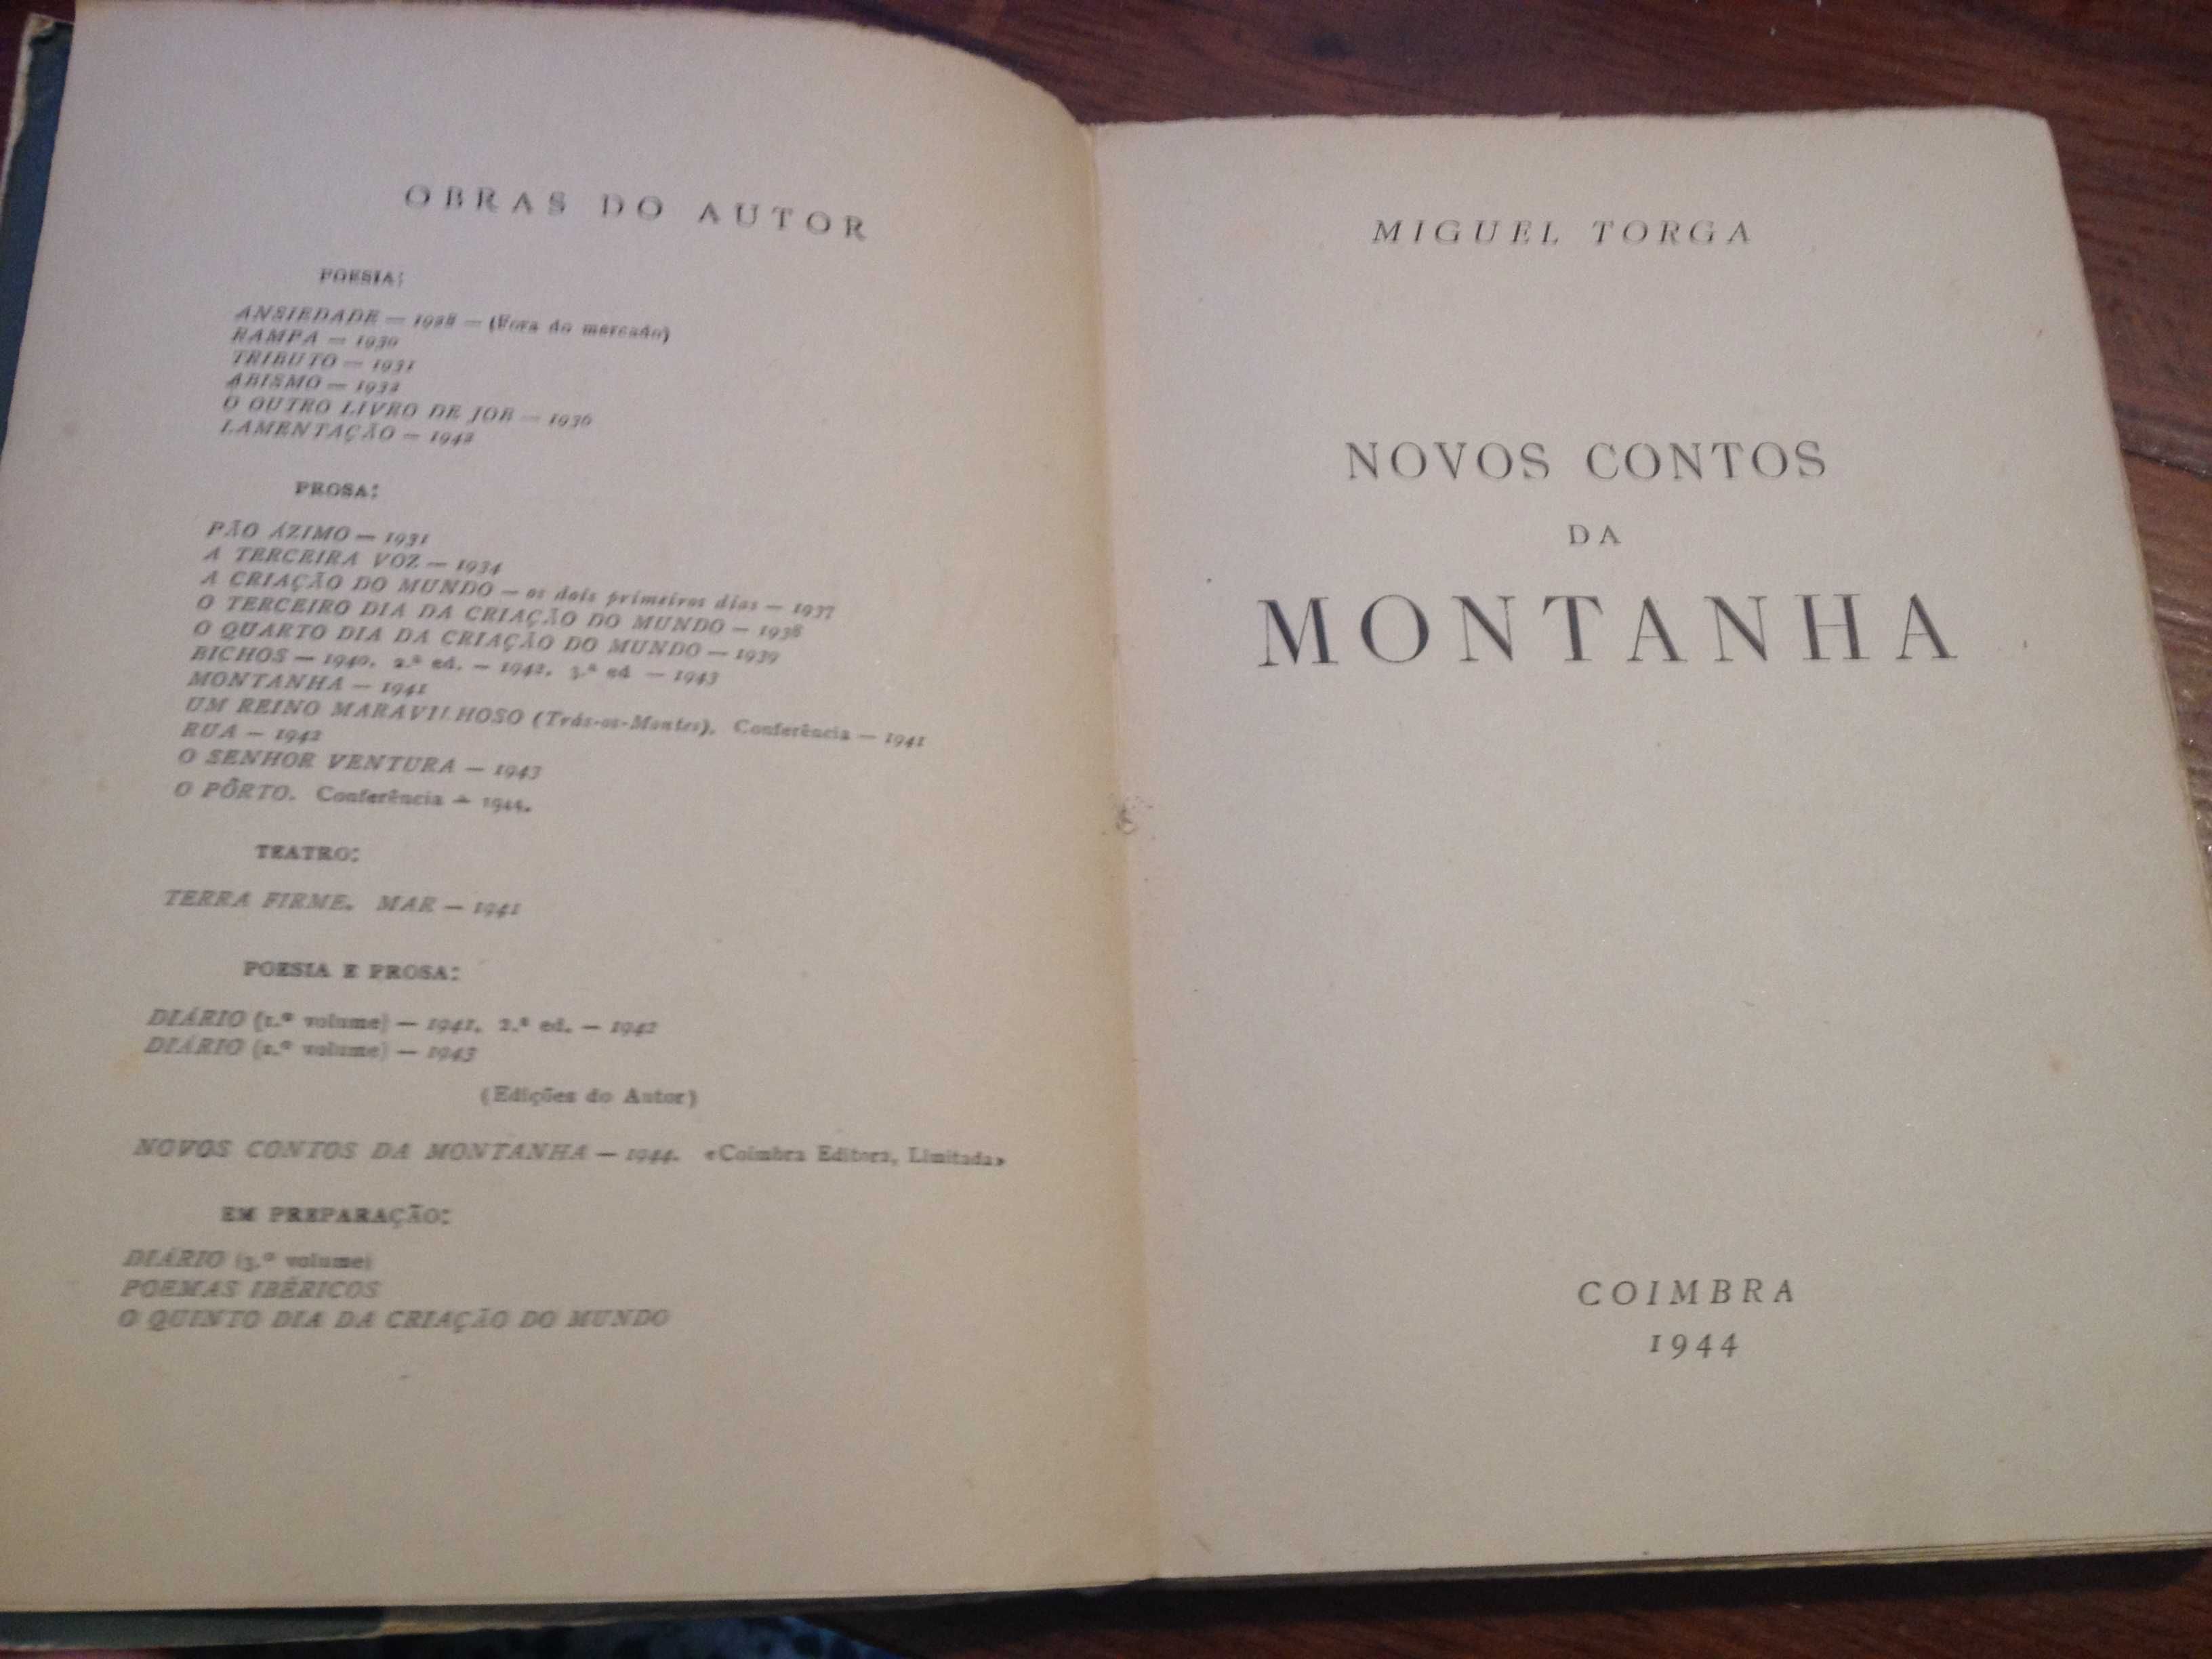 OBRAS DO AUTOR
POESIA:
ANSIEDADE — 1928 — (Fora do mercado)
RAMPA — 1930
TRIBUTO — 1931
ABISMO — 1932
O OUTRO LIVRO DE JOB — 1936
LAMENTAÇÃO — 1943
PROSA:
PÃO ÁZIMO — 1931
A TERCEIRA VOZ — 1934
A CRIAÇÃO DO MUNDO — os dois primeiros dias — 1937
O TERCEIRO DIA DA CRIAÇÃO DO MUNDO — 1938
O QUARTO DIA DA CRIAÇÃO DO MUNDO — 1939
BICHOS — 1940. 2.ª ed. — 1942. 3.ª ed — 1943
MONTANHA — 1941
UM REINO MARAVILHOSO (Trás-os-Montes). Conferência — 1941
RUA — 1942
O SENHOR VENTURA — 1943
O PÔRTO. Conferência — 1944.
TEATRO:
TERRA FIRME. MAR — 1941
POESIA E PROSA:
DIÁRIO (1.º volume) — 1941. 2.ª ed. — 1942
DIÁRIO (2.º volume) — 1943
(Edições do Autor)
NOVOS CONTOS DA MONTANHA — 1944. «Coimbra Editora, Limitada»
EM PREPARAÇÃO:
DIÁRIO (3.º volume)
POEMAS IBÉRICOS
O QUINTO DIA DA CRIAÇÃO DO MUNDO
MIGUEL TORGA
NOVOS CONTOS
DA
MONTANHA
COIMBRA
1944